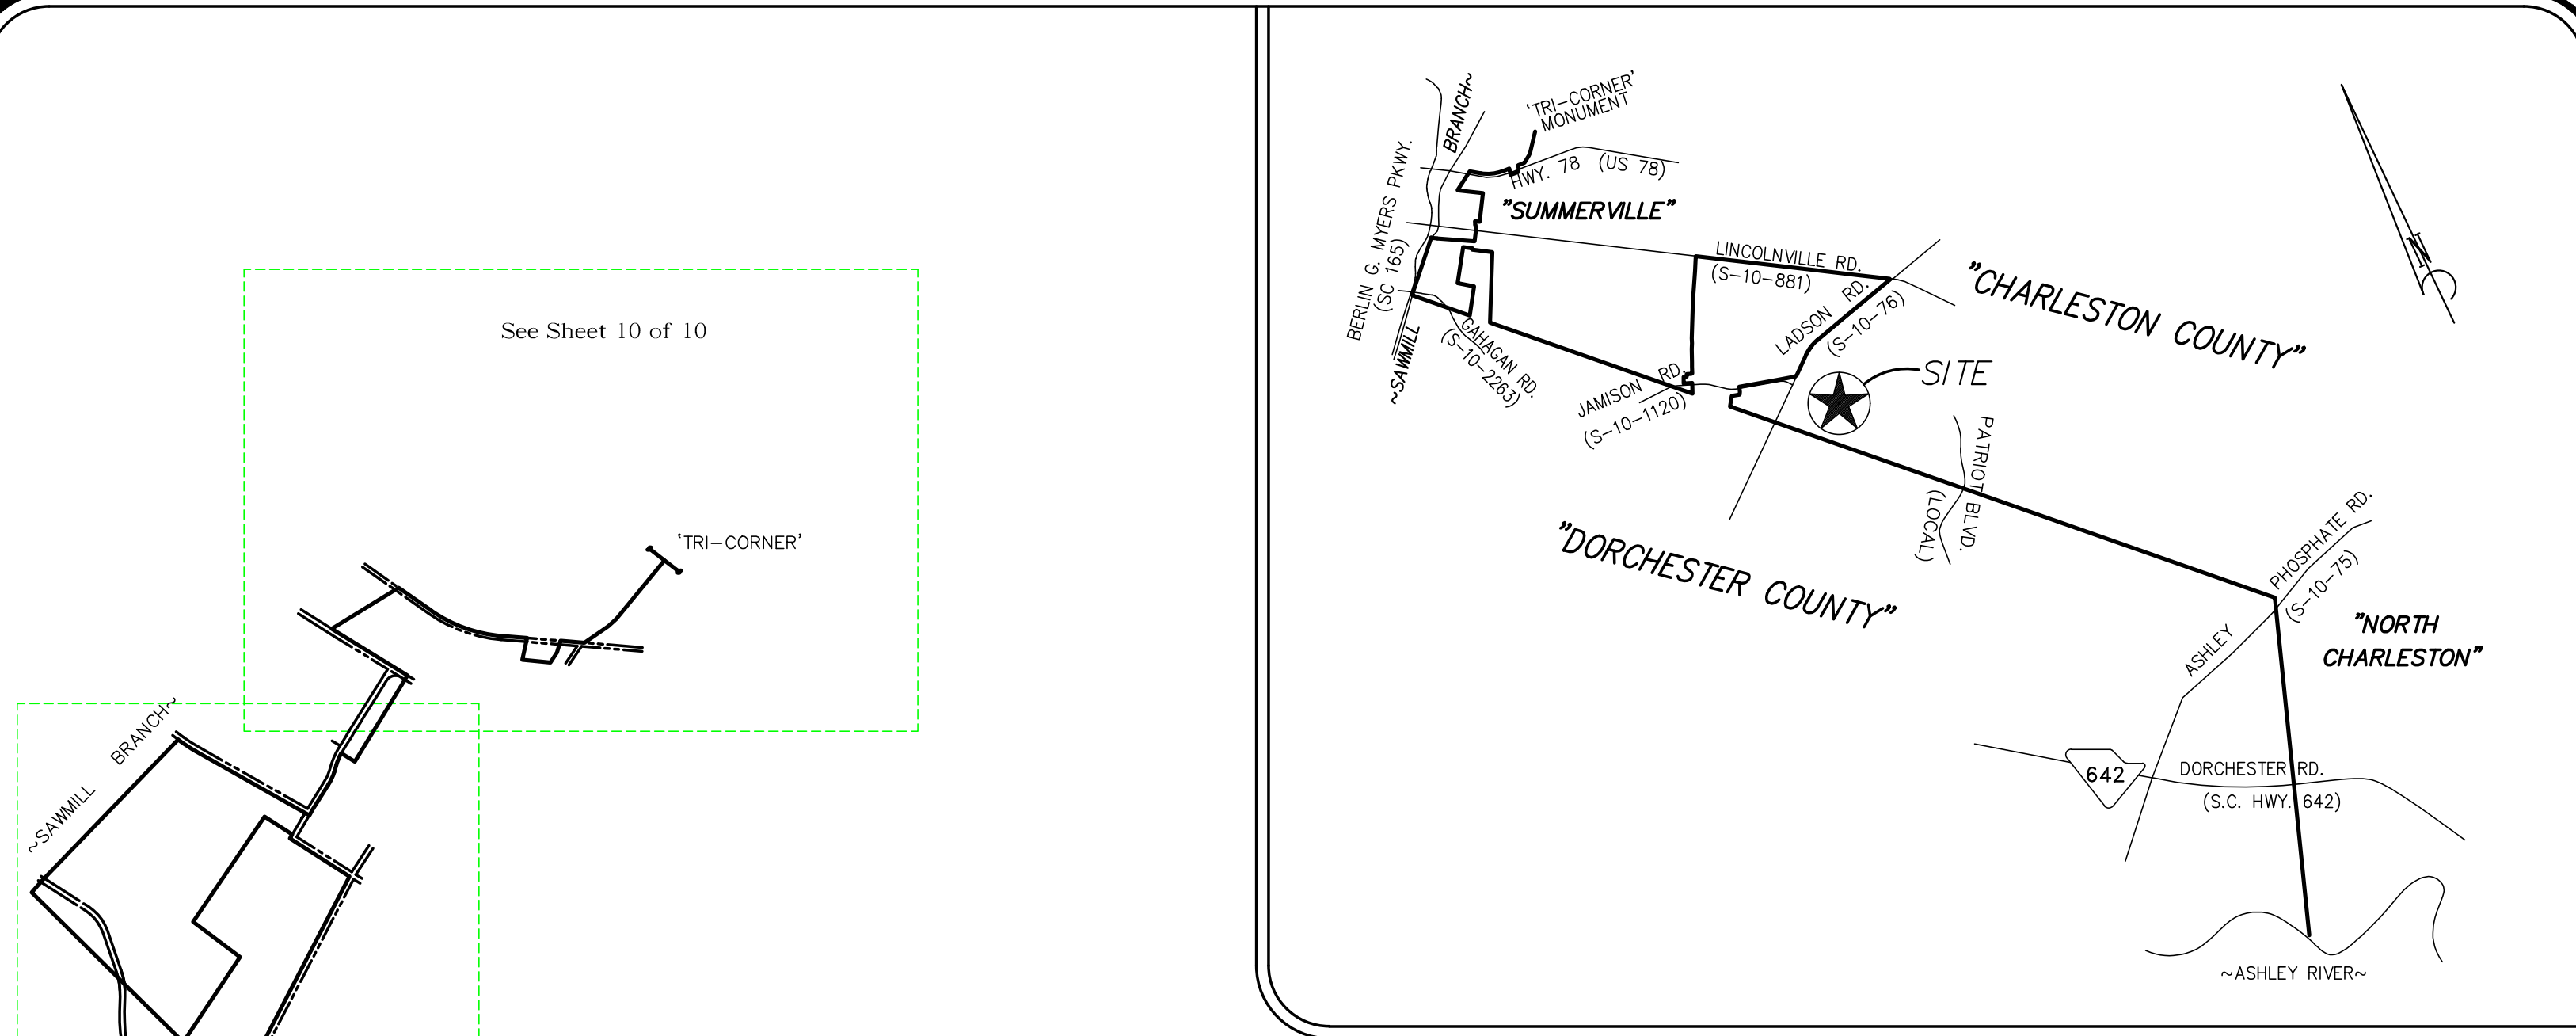 See Sheet 10 of 10
'TRI-CORNER'
~SAWMILL BRANCH~
'TRI-CORNER'
MONUMENT
BRANCH~
HWY. 78 (US 78)
"SUMMERVILLE"
BERLIN G. MYERS PKWY.
(SC 165)
~SAWMILL
GAHAGAN RD.
(S-10-2263)
LINCOLNVILLE RD.
(S-10-881)
LADSON RD.
(S-10-76)
JAMISON RD.
(S-10-1120)
"CHARLESTON COUNTY"
N
SITE
PATRIOT BLVD.
(LOCAL)
"DORCHESTER COUNTY"
ASHLEY PHOSPHATE RD.
(S-10-75)
"NORTH
CHARLESTON"
642
DORCHESTER RD.
(S.C. HWY. 642)
~ASHLEY RIVER~